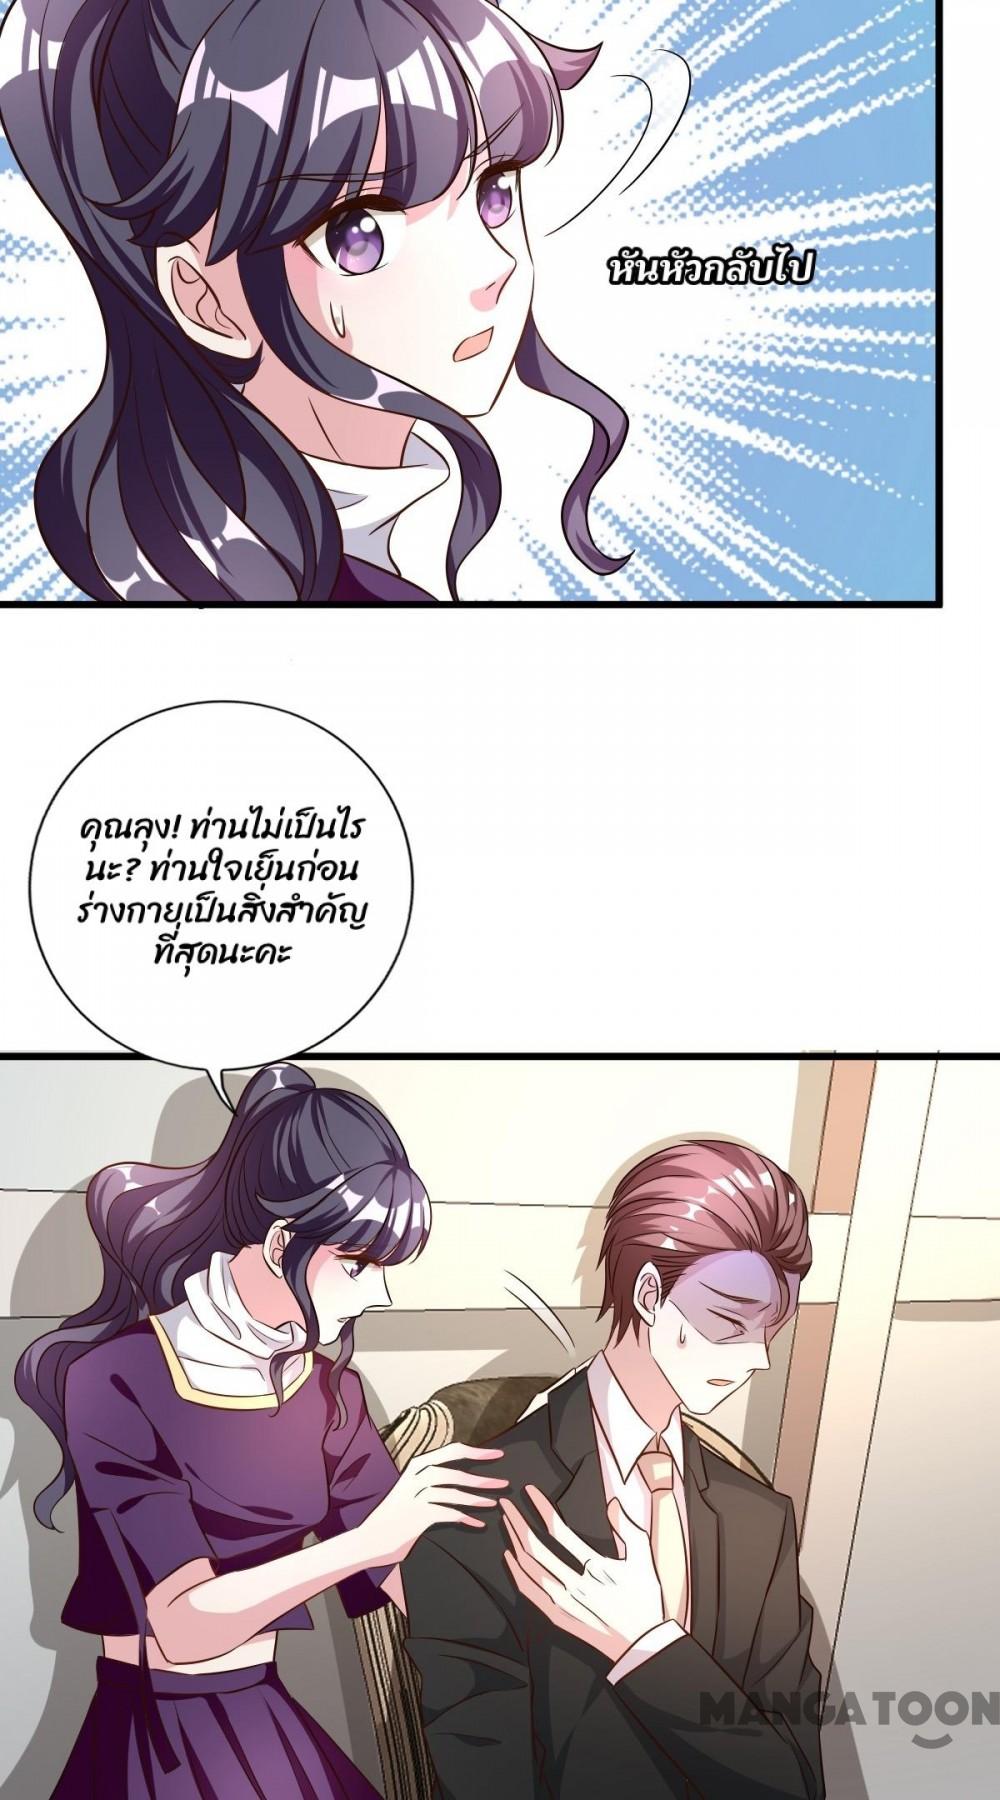 หันหัวกลับไป
คุณลุง! ท่านไม่เป็นไร
นะ? ท่านใจเย็นก่อน
ร่างกายเป็นสิ่งสำคัญ
ที่สุดนะคะ
MANGATOON